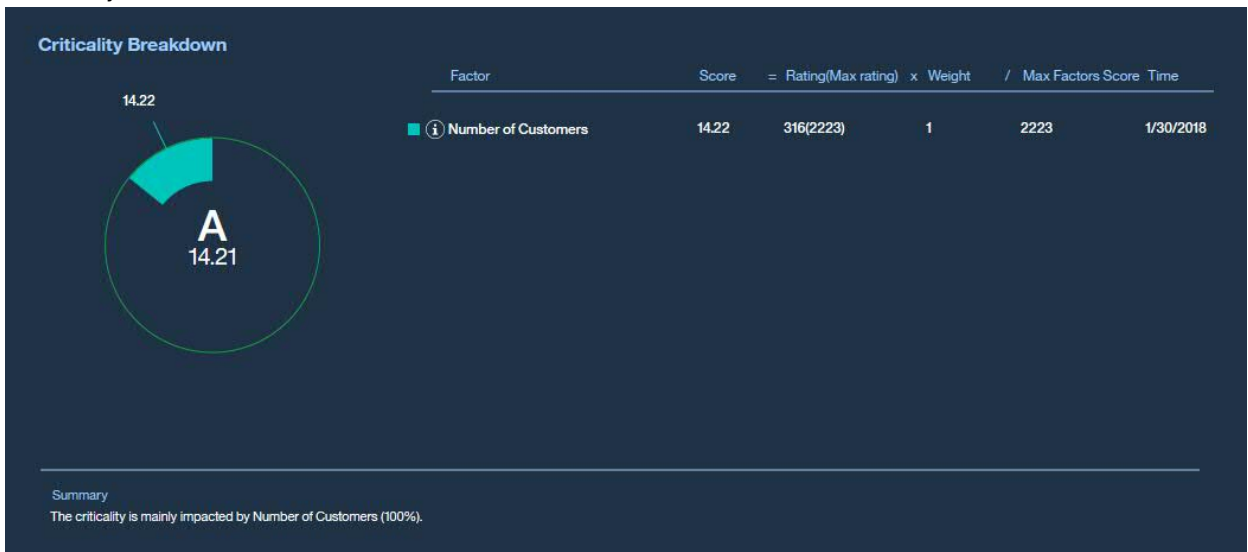 Criticality Breakdown
Factor Score = Rating(Max rating) x Weight / Max Factors Score Time
14.22
i Number of Customers 14.22 316(2223) 1 2223 1/30/2018
A
14.21
Summary
The criticality is mainly impacted by Number of Customers (100%).